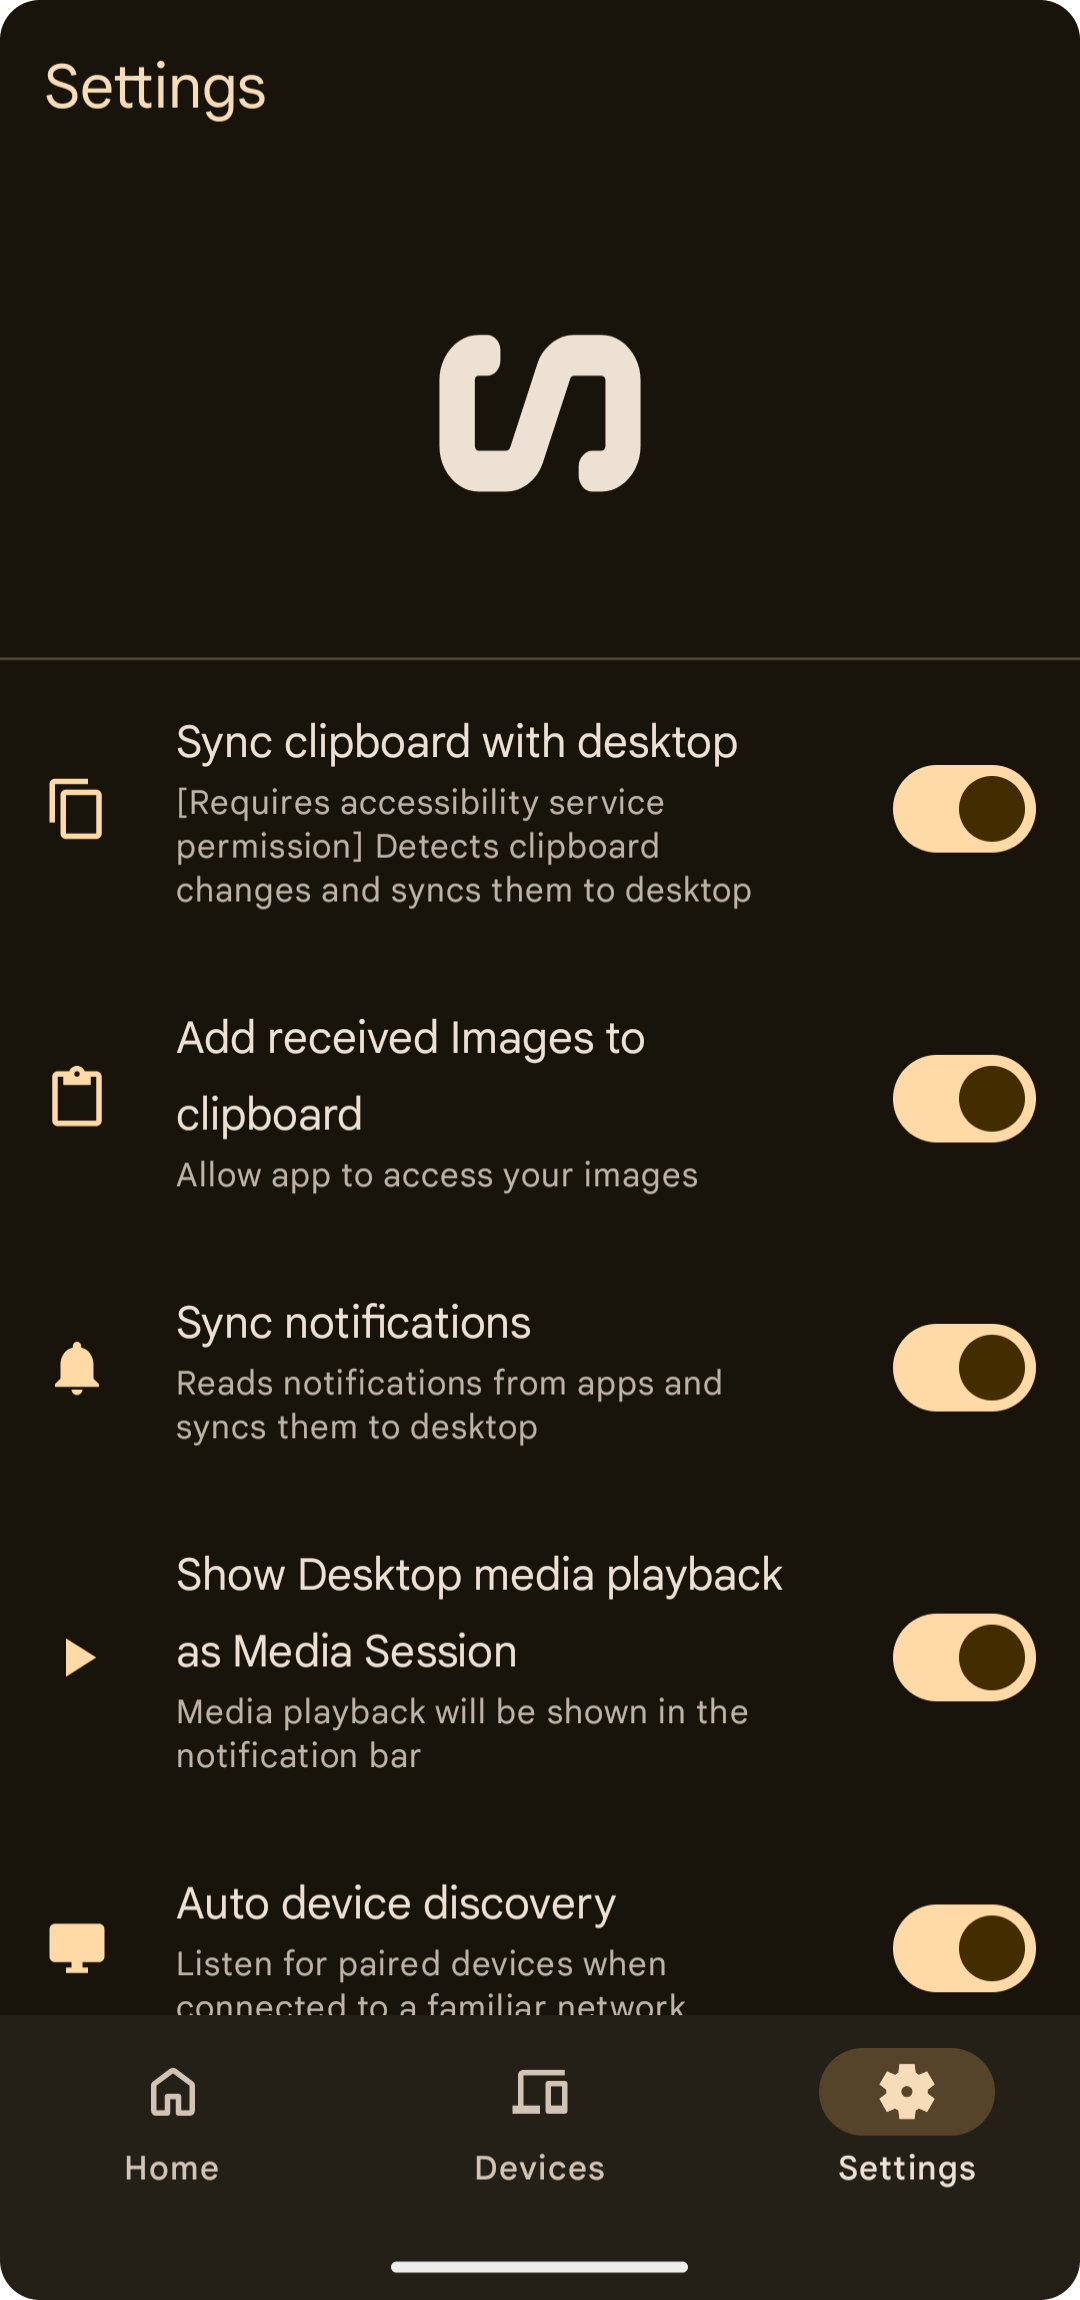 Settings
Sync clipboard with desktop
[Requires accessibility service
permission] Detects clipboard
changes and syncs them to desktop
Add received Images to
clipboard
Allow app to access your images
Sync notifications
Reads notifications from apps and
syncs them to desktop
Show Desktop media playback
as Media Session
Media playback will be shown in the
notification bar
Auto device discovery
Listen for paired devices when
connected to a familiar network
Home
Devices
Settings